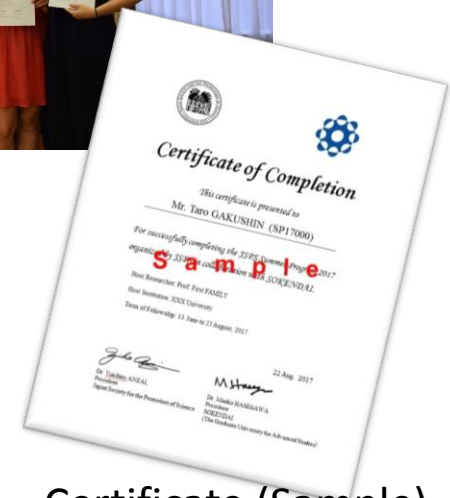 Certificate of Completion
This certificate is presented to
Mr. Taro GAKUSHIN (SP17000)
For successfully completing the JSPS Summer Program 2017
organized by JSPS in collaboration with SOKENDAI.
Sample
Host Researcher: Prof. First FAMILY
Host Institution: XXX University
Term of Fellowship: 13 June to 23 August, 2017
22 Aug. 2017
Dr. Yuichiro ANZAI
President
Japan Society for the Promotion of Science
Dr. Mariko HASEGAWA
President
SOKENDAI
(The Graduate University for Advanced Studies)
Certificate (Sample)